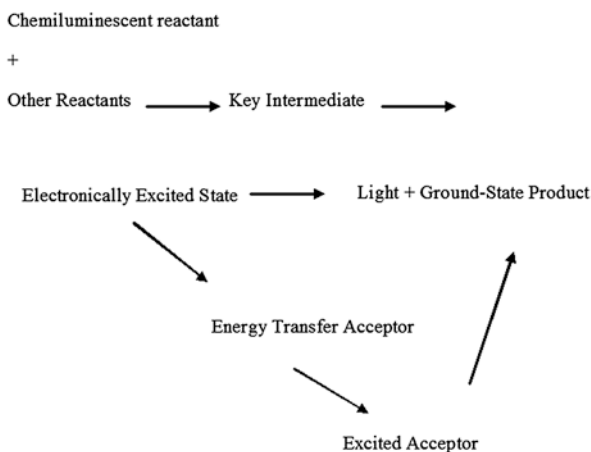 Chemiluminescent reactant
+
Other Reactants Key Intermediate
Electronically Excited State Light + Ground-State Product
Energy Transfer Acceptor
Excited Acceptor